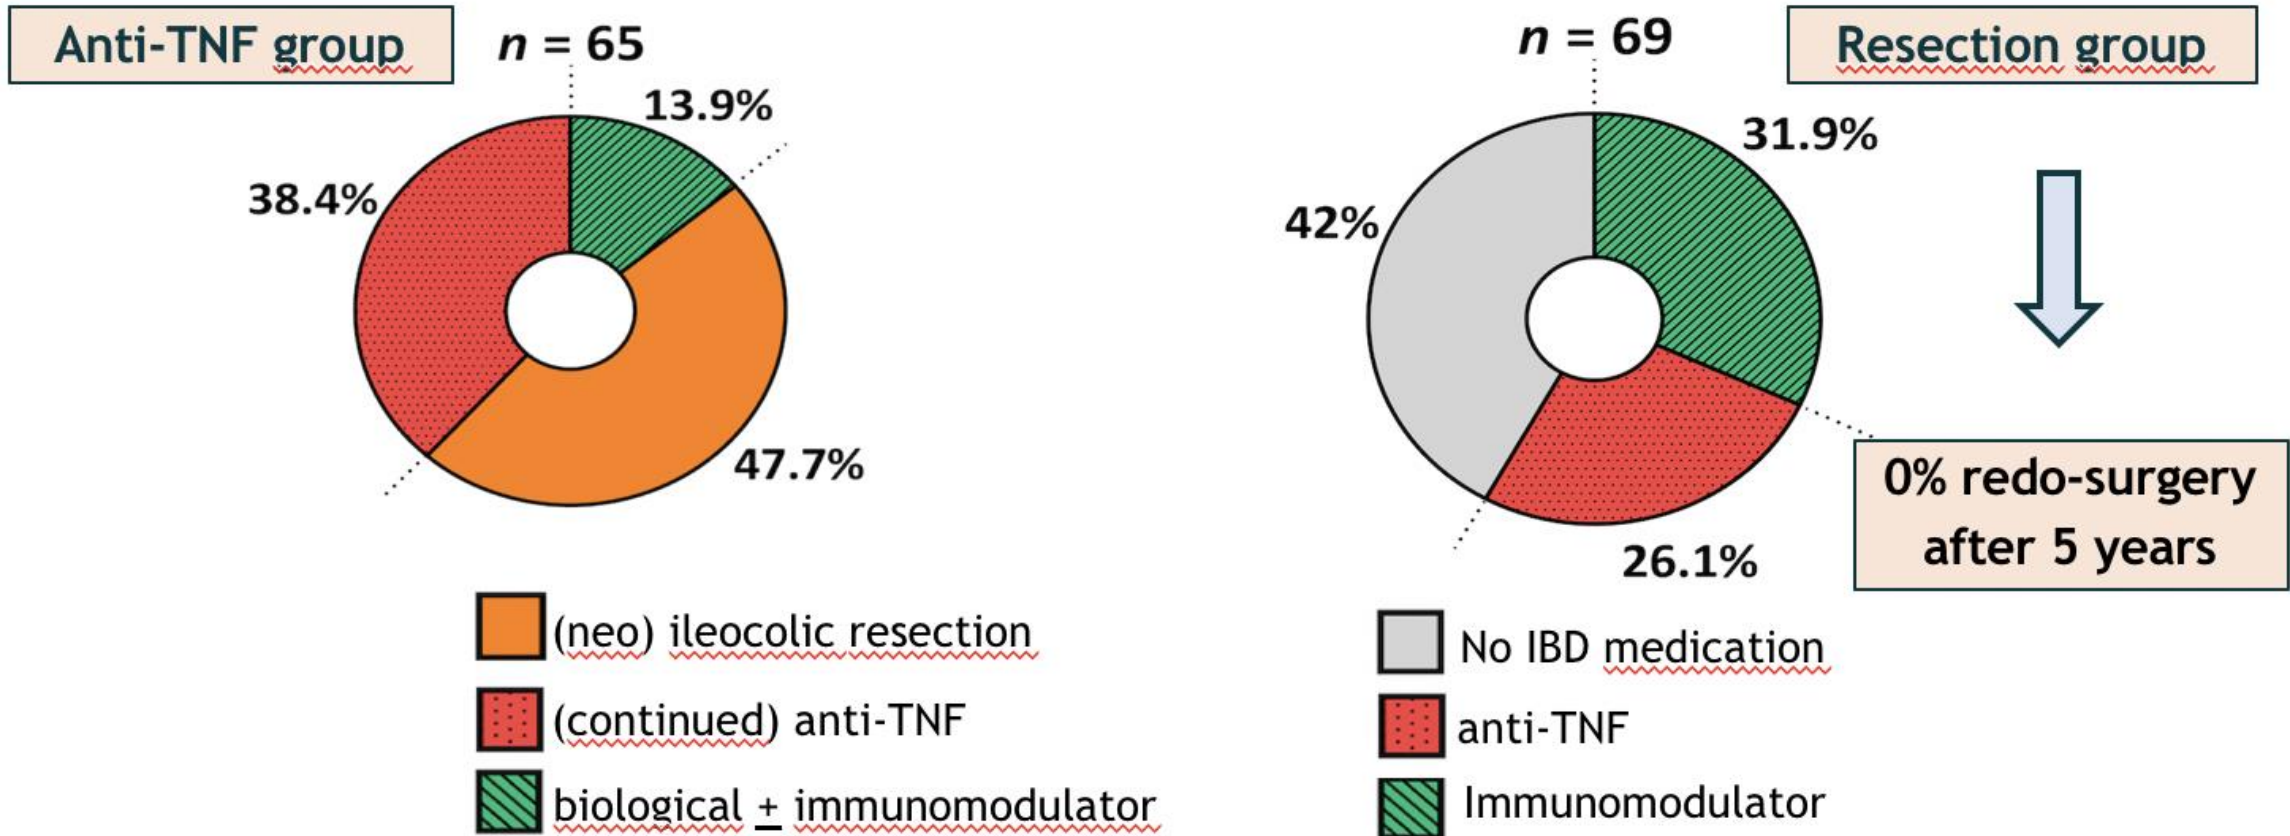 Anti-TNF group
n = 65
13.9%
38.4%
47.7%
(neo) ileocolic resection
(continued) anti-TNF
biological + immunomodulator
n = 69
Resection group
31.9%
42%
26.1%
0% redo-surgery
after 5 years
No IBD medication
anti-TNF
Immunomodulator